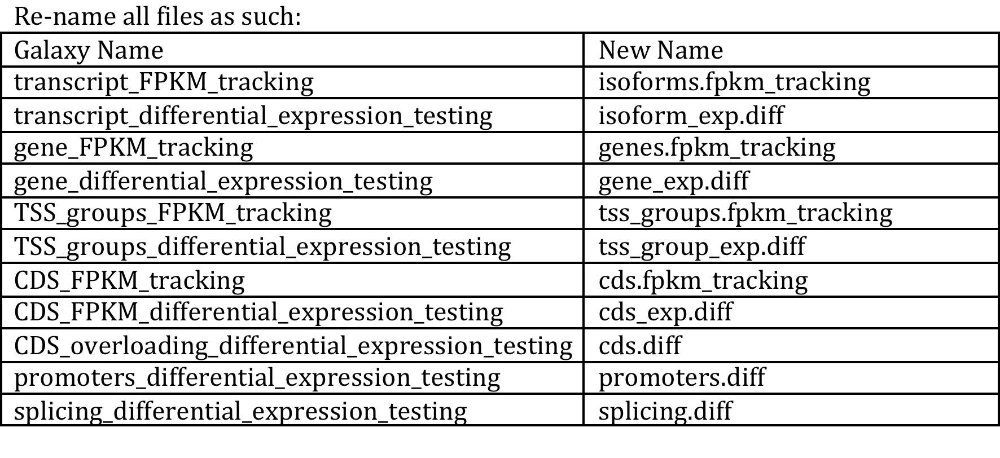 Re-name all files as such:
Galaxy Name New Name
transcript_FPKM_tracking isoforms.fpkm_tracking
transcript_differential_expression_testing isoform_exp.diff
gene_FPKM_tracking genes.fpkm_tracking
gene_differential_expression_testing gene_exp.diff
TSS_groups_FPKM_tracking tss_groups.fpkm_tracking
TSS_groups_differential_expression_testing tss_group_exp.diff
CDS_FPKM_tracking cds.fpkm_tracking
CDS_FPKM_differential_expression_testing cds_exp.diff
CDS_overloading_differential_expression_testing cds.diff
promoters_differential_expression_testing promoters.diff
splicing_differential_expression_testing splicing.diff